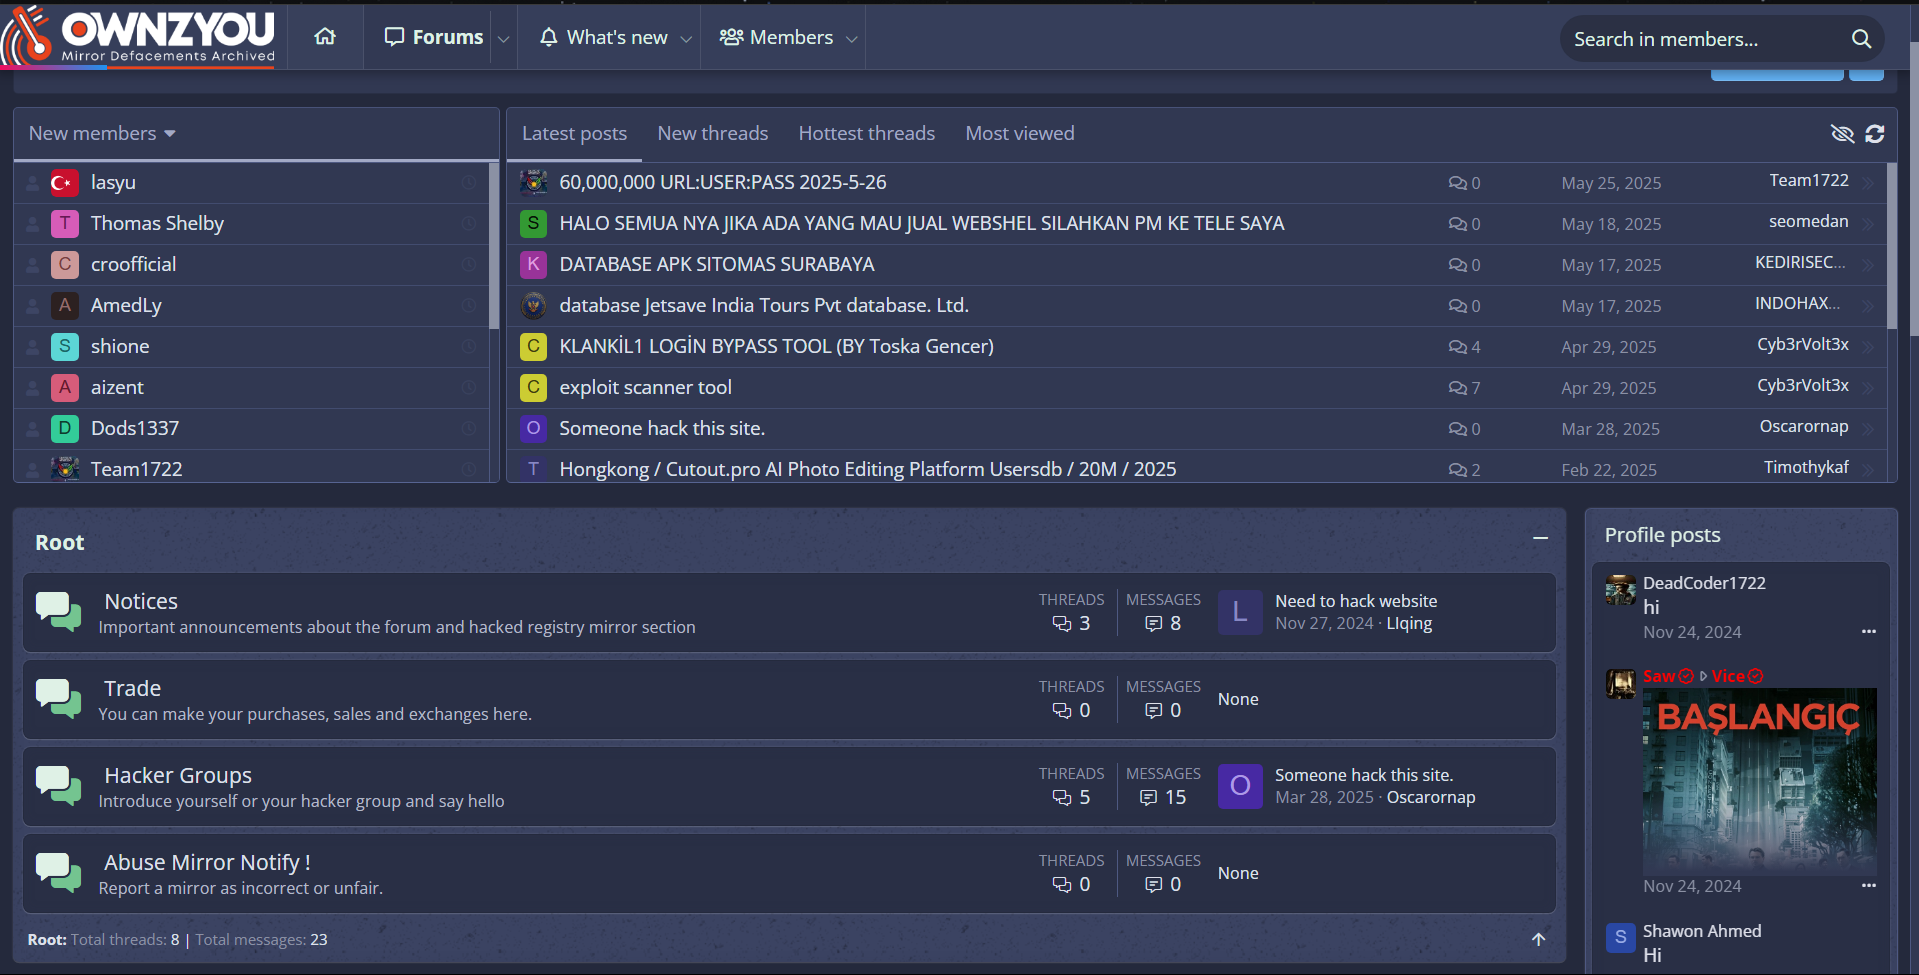 OWNZYOU
Mirror Defacements Archived
Forums
What's new
Members
Search in members...
New members
lasyu
T
Thomas Shelby
C
croofficial
A
AmedLy
S
shione
A
aizent
D
Dods1337
Team1722
Latest posts New threads Hottest threads Most viewed
60,000,000 URL:USER:PASS 2025-5-26 0 May 25, 2025 Team1722
S HALO SEMUA NYA JIKA ADA YANG MAU JUAL WEBSHEL SILAHKAN PM KE TELE SAYA 0 May 18, 2025 seomedan
K DATABASE APK SITOMAS SURABAYA 0 May 17, 2025 KEDIRISEC...
database Jetsave India Tours Pvt database. Ltd. 0 May 17, 2025 INDOHAX...
C KLANKİL1 LOGİN BYPASS TOOL (BY Toska Gencer) 4 Apr 29, 2025 Cyb3rVolt3x
C exploit scanner tool 7 Apr 29, 2025 Cyb3rVolt3x
O Someone hack this site. 0 Mar 28, 2025 Oscarornap
T Hongkong / Cutout.pro AI Photo Editing Platform Usersdb / 20M / 2025 2 Feb 22, 2025 Timothykaf
Root
Notices
Important announcements about the forum and hacked registry mirror section
THREADS MESSAGES
3 8
L
Need to hack website
Nov 27, 2024 · LIqing
Trade
You can make your purchases, sales and exchanges here.
THREADS MESSAGES
0 0
None
Hacker Groups
Introduce yourself or your hacker group and say hello
THREADS MESSAGES
5 15
O
Someone hack this site.
Mar 28, 2025 · Oscarornap
Abuse Mirror Notify !
Report a mirror as incorrect or unfair.
THREADS MESSAGES
0 0
None
Root: Total threads: 8 | Total messages: 23
Profile posts
DeadCoder1722
hi
Nov 24, 2024
Saw Vice
BAŞLANGIÇ
Nov 24, 2024
S
Shawon Ahmed
Hi